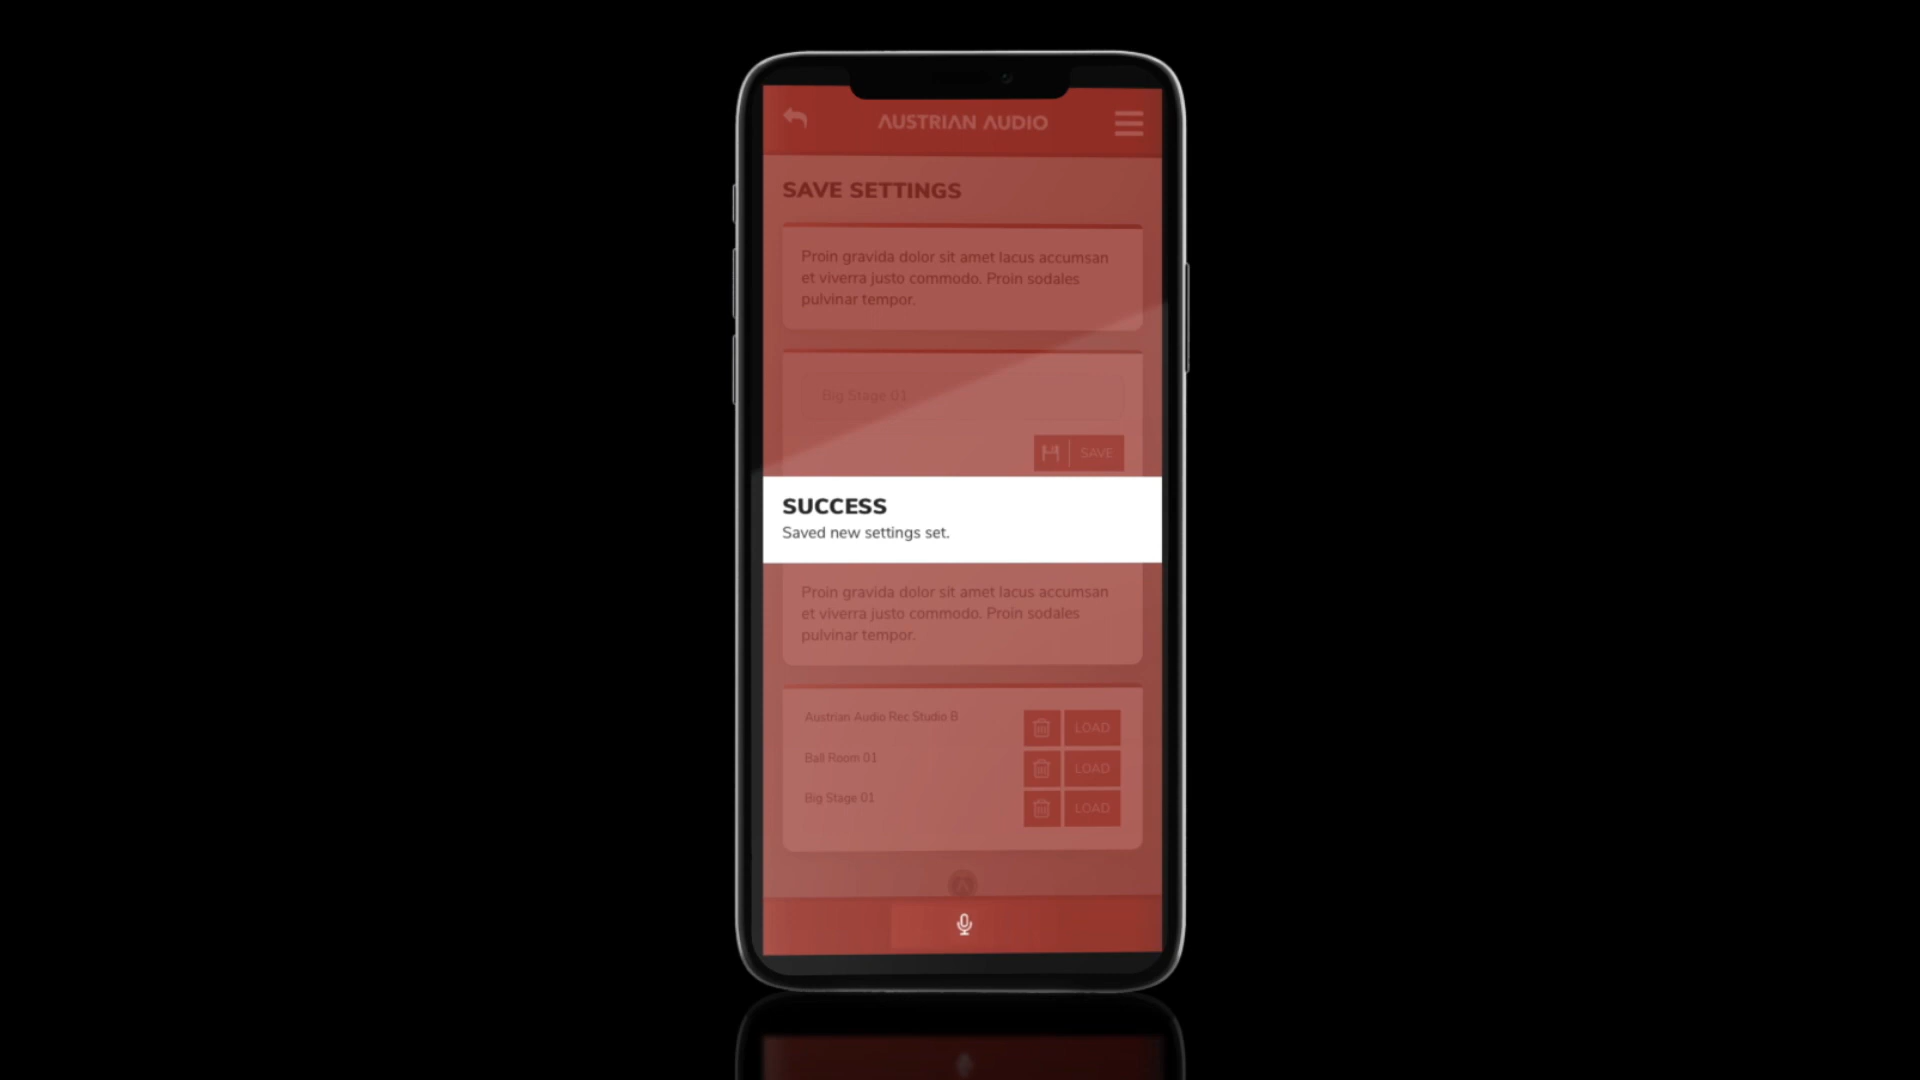 AUSTRIAN AUDIO
SAVE SETTINGS
Proin gravida dolor sit amet lacus accumsan
et viverra justo commodo. Proin sodales
pulvinar tempor.
Big Stage 01
SAVE
SUCCESS
Saved new settings set.
Proin gravida dolor sit amet lacus accumsan
et viverra justo commodo. Proin sodales
pulvinar tempor.
Austrian Audio Rec Studio B
LOAD
Ball Room 01
LOAD
Big Stage 01
LOAD